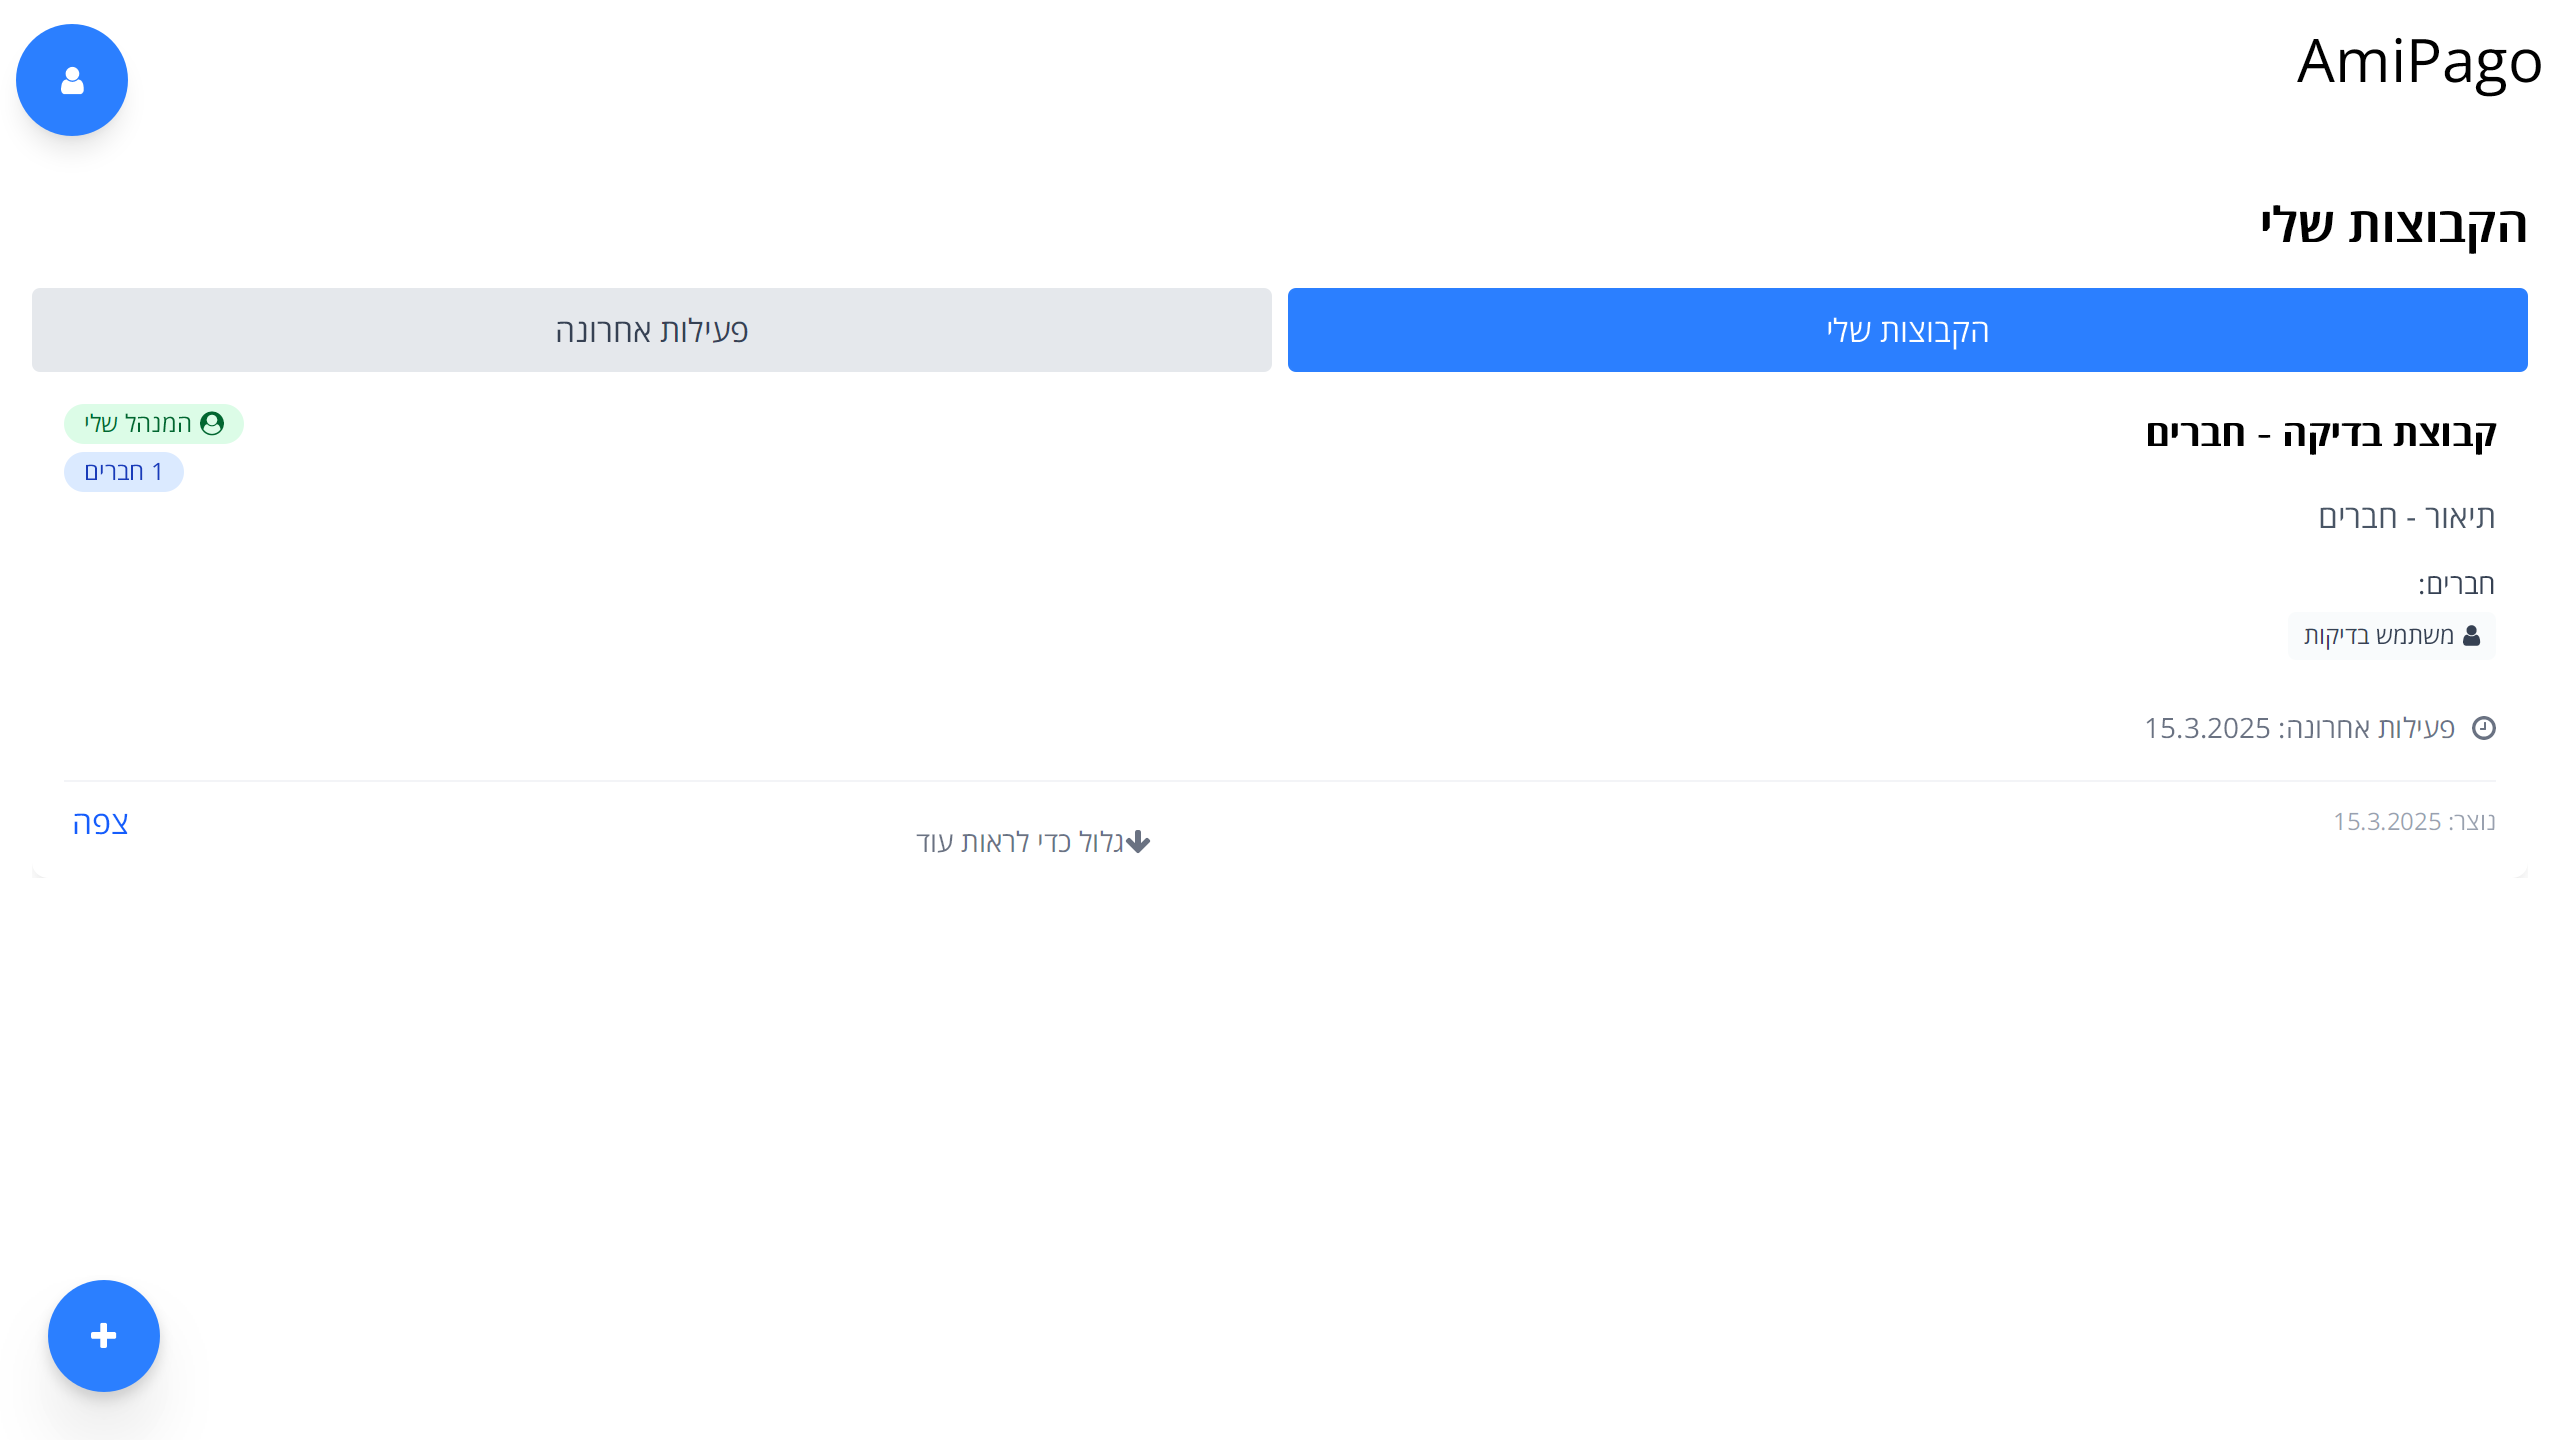 AmiPago
הקבוצות שלי
הקבוצות שלי
פעילות אחרונה
קבוצת בדיקה - חברים
המנהל שלי
1 חברים
תיאור - חברים
חברים:
משתמש בדיקות
פעילות אחרונה: 15.3.2025
נוצר: 15.3.2025
גלול כדי לראות עוד
צפה